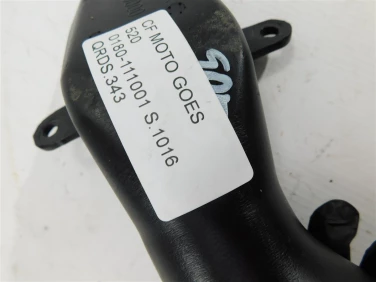 CF MOTO GOES
520
0180-111001 S.1016
QRDS.343